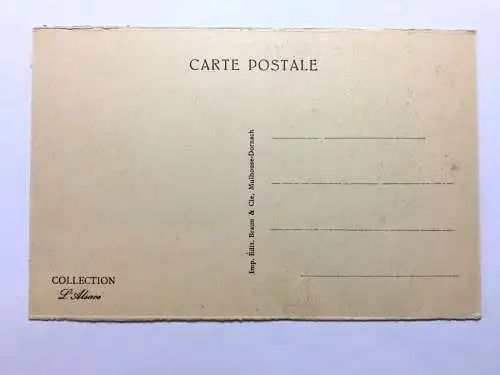 CARTE POSTALE
Imp. Édit. Braun & Cie, Mulhouse-Dornach
COLLECTION
L'Alsace